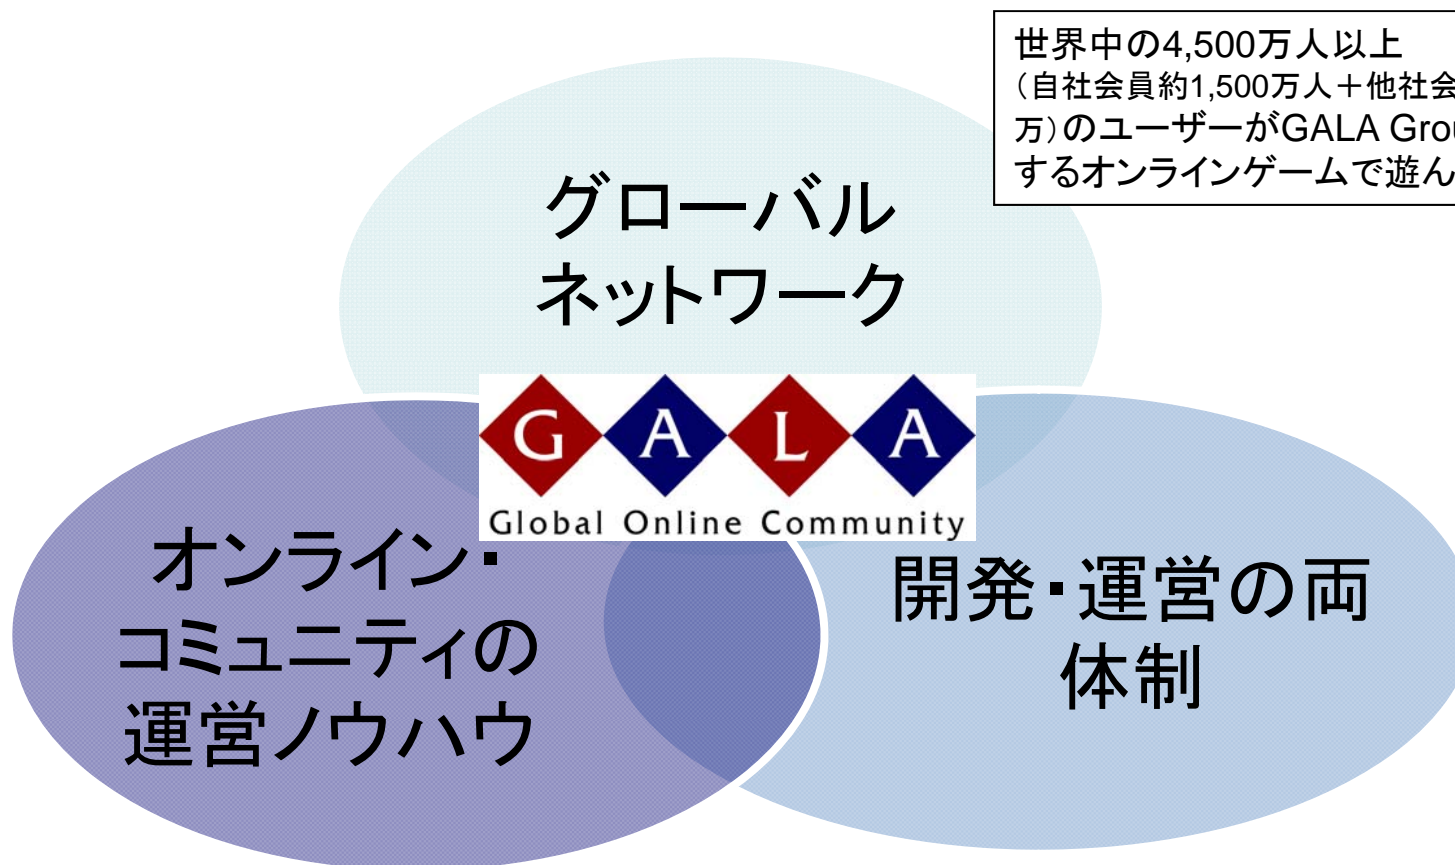 世界中の4,500万人以上
（自社会員約1,500万人＋他社会
万）のユーザーがGALA Grou
するオンラインゲームで遊ん
グローバル
ネットワーク
GALA
Global Online Community
オンライン・
コミュニティの
運営ノウハウ
開発・運営の両
体制